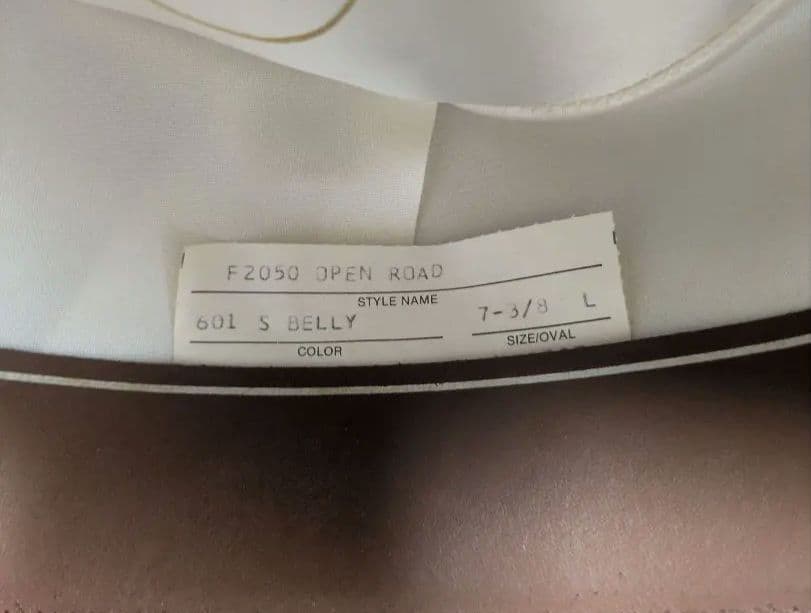 F2050 OPEN ROAD
STYLE NAME
601 S BELLY 7-3/8 L
COLOR SIZE/OVAL